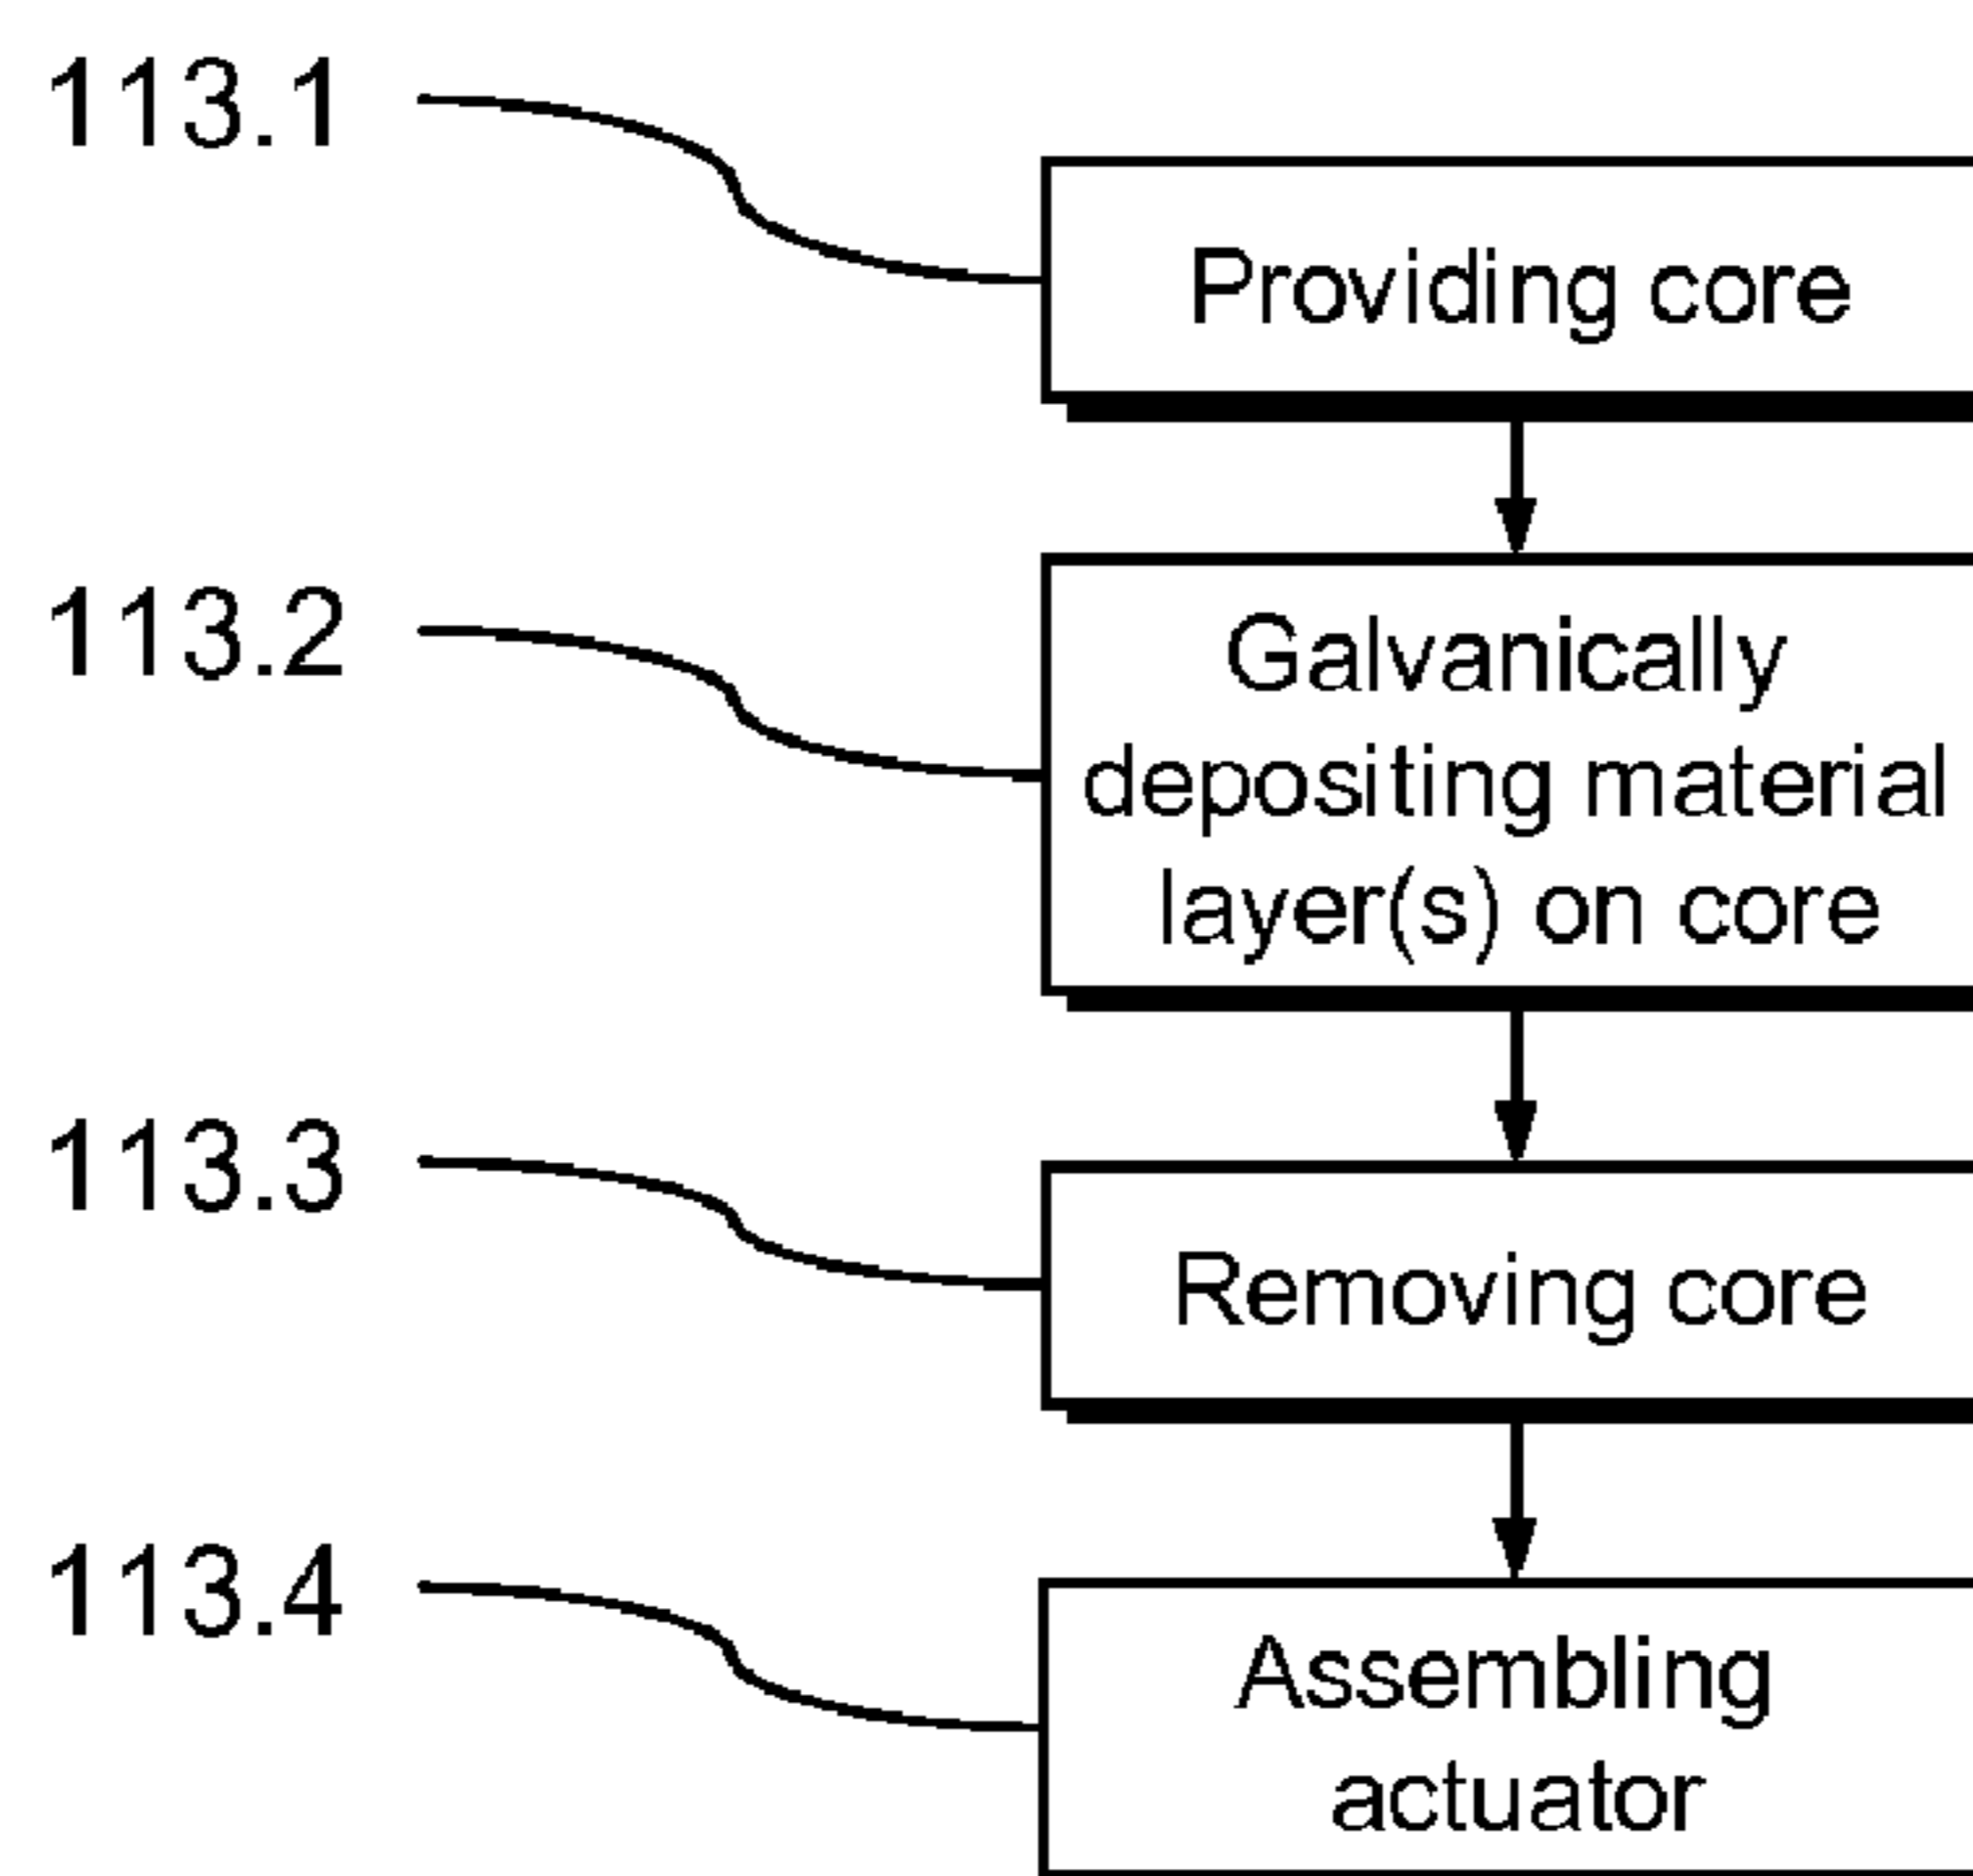 113.1
Providing core
113.2
Galvanically
depositing material
layer(s) on core
113.3
Removing core
113.4
Assembling
actuator